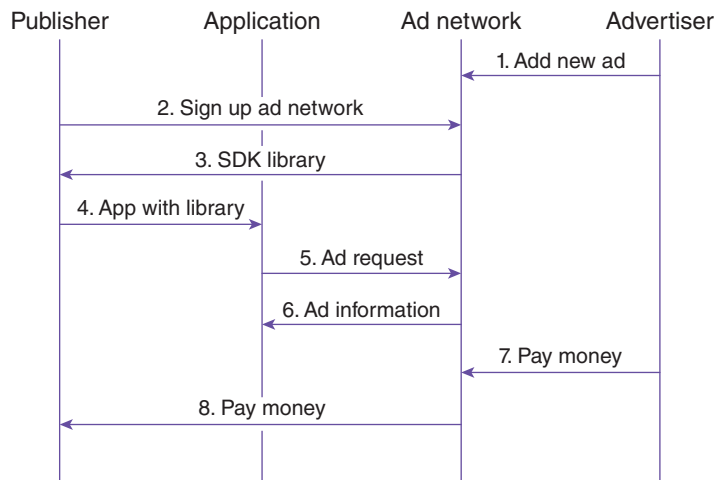 Publisher Application Ad network Advertiser
1. Add new ad
2. Sign up ad network
3. SDK library
4. App with library
5. Ad request
6. Ad information
7. Pay money
8. Pay money